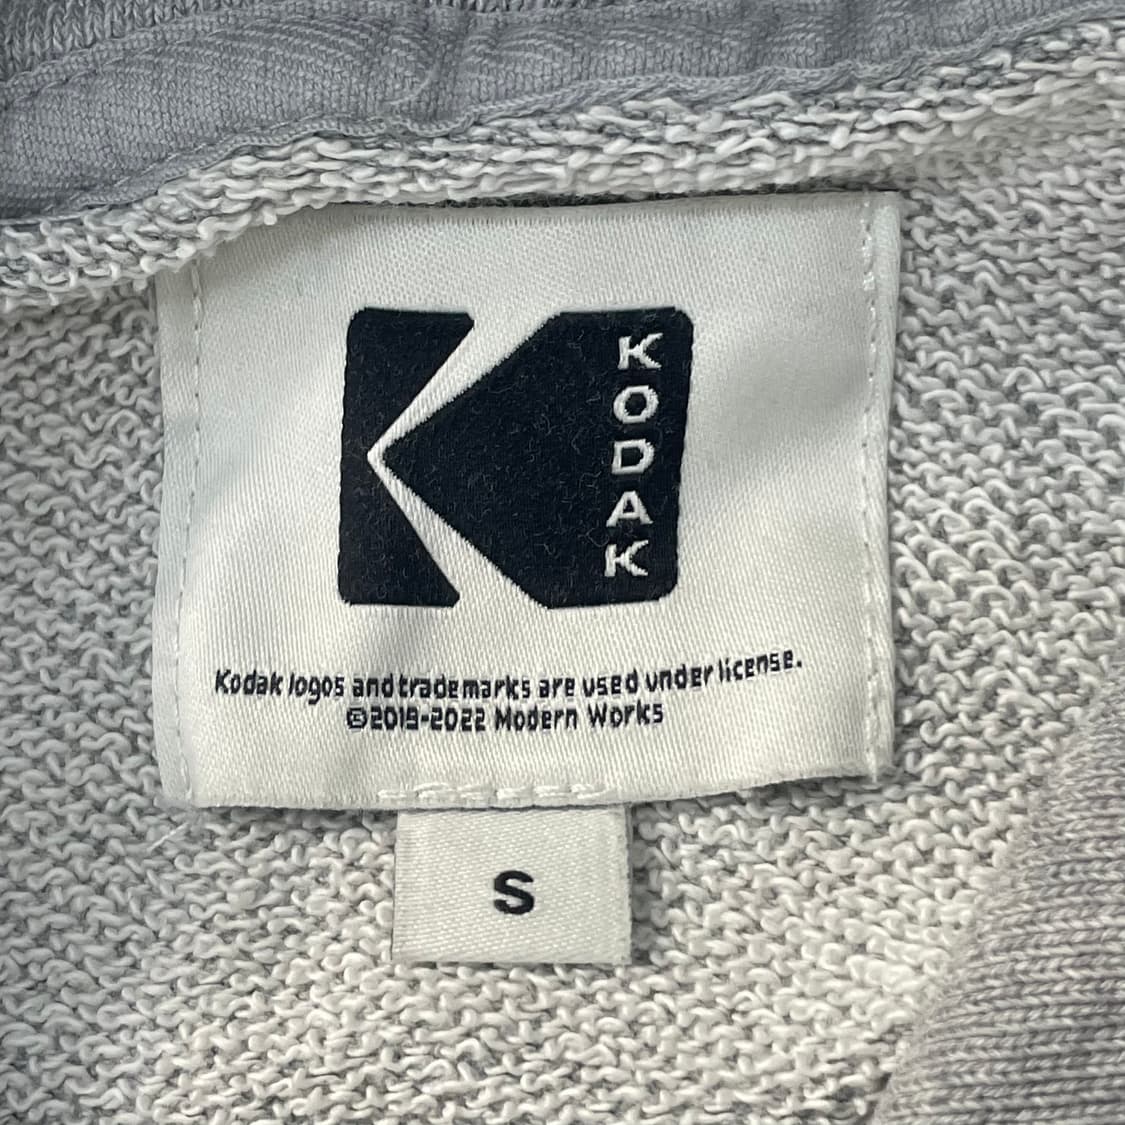 KODAK
Kodak logos and trademarks are used under license.
©2019-2022 Modern Works
S